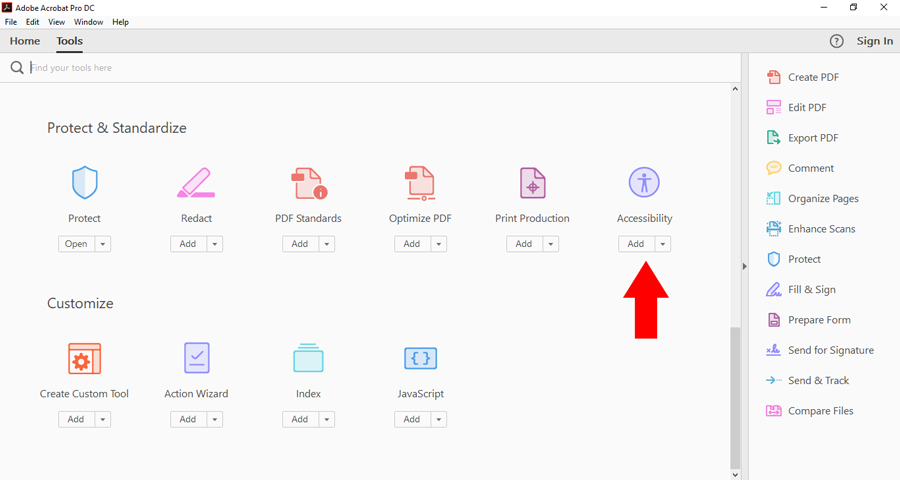 Adobe Acrobat Pro DC
File Edit View Window Help
Home Tools
Sign In
Find your tools here
Protect & Standardize
Protect Redact PDF Standards Optimize PDF Print Production Accessibility
Open Add Add Add Add Add
Customize
Create Custom Tool Action Wizard Index JavaScript
Add Add Add Add
Create PDF
Edit PDF
Export PDF
Comment
Organize Pages
Enhance Scans
Protect
Fill & Sign
Prepare Form
Send for Signature
Send & Track
Compare Files